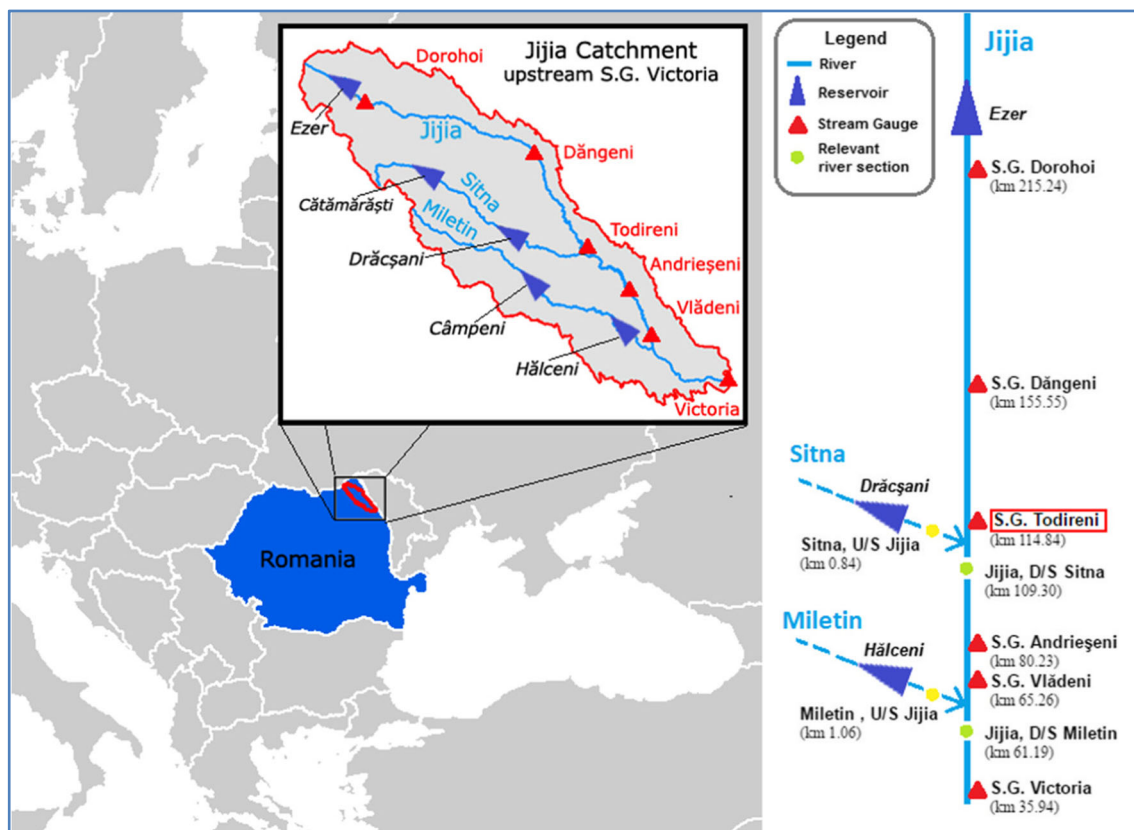 Jijia Catchment
upstream S.G. Victoria
Dorohoi
Ezer
Jijia
Dăngeni
Cătămărăști
Sitna
Miletin
Drăcșani
Todireni
Andrieșeni
Vlădeni
Câmpeni
Hălceni
Victoria
Romania
Legend
River
Reservoir
Stream Gauge
Relevant
river section
Jijia
Ezer
S.G. Dorohoi
(km 215.24)
S.G. Dăngeni
(km 155.55)
Sitna
Drăcşani
S.G. Todireni
(km 114.84)
Sitna, U/S Jijia
(km 0.84)
Jijia, D/S Sitna
(km 109.30)
Miletin
Hălceni
S.G. Andrieşeni
(km 80.23)
S.G. Vlădeni
(km 65.26)
Miletin , U/S Jijia
(km 1.06)
Jijia, D/S Miletin
(km 61.19)
S.G. Victoria
(km 35.94)